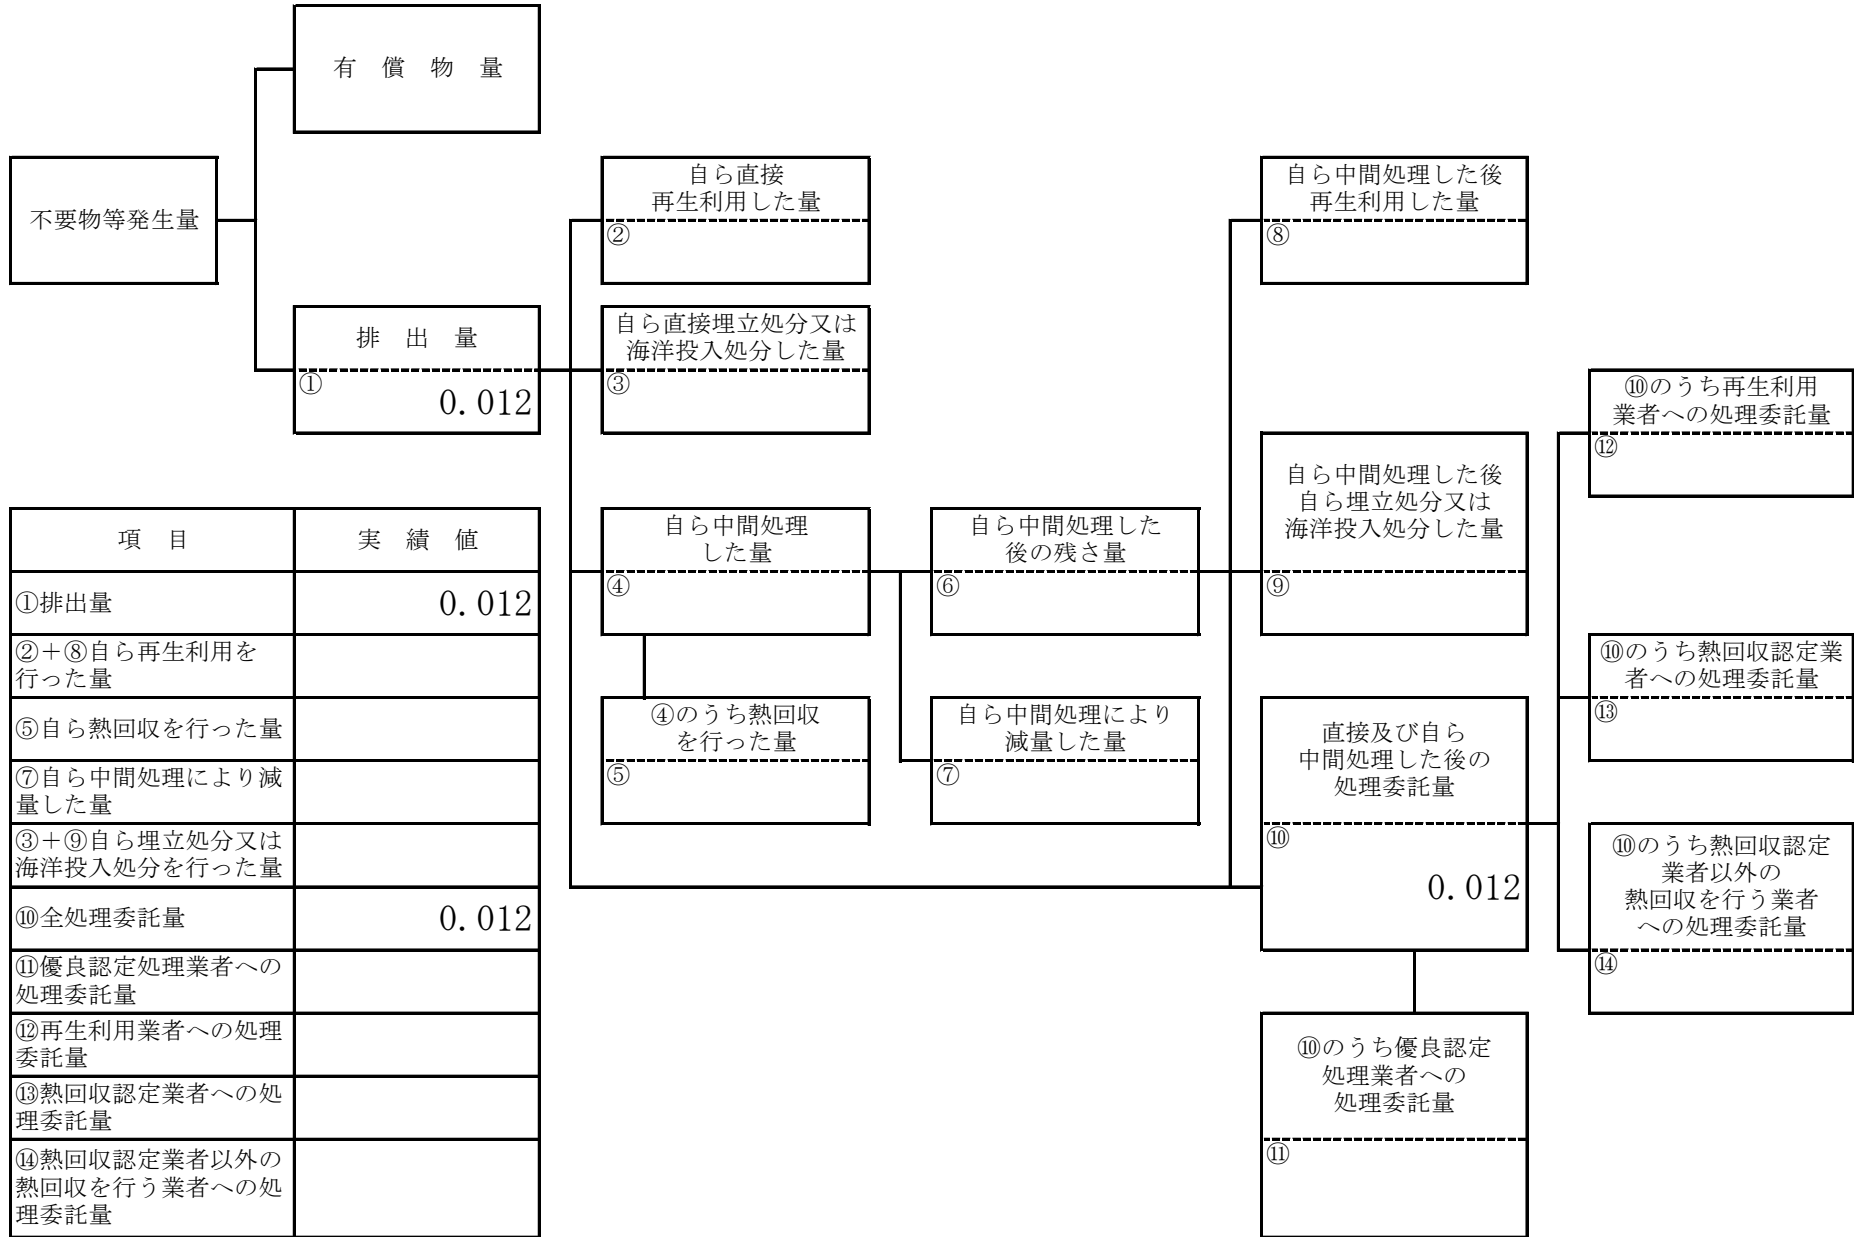 有 償 物 量
不要物等発生量
排 出 量
①
0.012
自ら直接
再生利用した量
②
自ら直接埋立処分又は
海洋投入処分した量
③
自ら中間処理
した量
④
④のうち熱回収
を行った量
⑤
自ら中間処理した
後の残さ量
⑥
自ら中間処理により
減量した量
⑦
自ら中間処理した後
再生利用した量
⑧
自ら中間処理した後
自ら埋立処分又は
海洋投入処分した量
⑨
直接及び自ら
中間処理した後の
処理委託量
⑩
0.012
⑩のうち優良認定
処理業者への
処理委託量
⑪
⑩のうち再生利用
業者への処理委託量
⑫
⑩のうち熱回収認定業
者への処理委託量
⑬
⑩のうち熱回収認定
業者以外の
熱回収を行う業者
への処理委託量
⑭
項 目 実 績 値
①排出量 0.012
②+⑧自ら再生利用を
行った量
⑤自ら熱回収を行った量
⑦自ら中間処理により減
量した量
③+⑨自ら埋立処分又は
海洋投入処分を行った量
⑩全処理委託量 0.012
⑪優良認定処理業者への
処理委託量
⑫再生利用業者への処理
委託量
⑬熱回収認定業者への処
理委託量
⑭熱回収認定業者以外の
熱回収を行う業者への処
理委託量